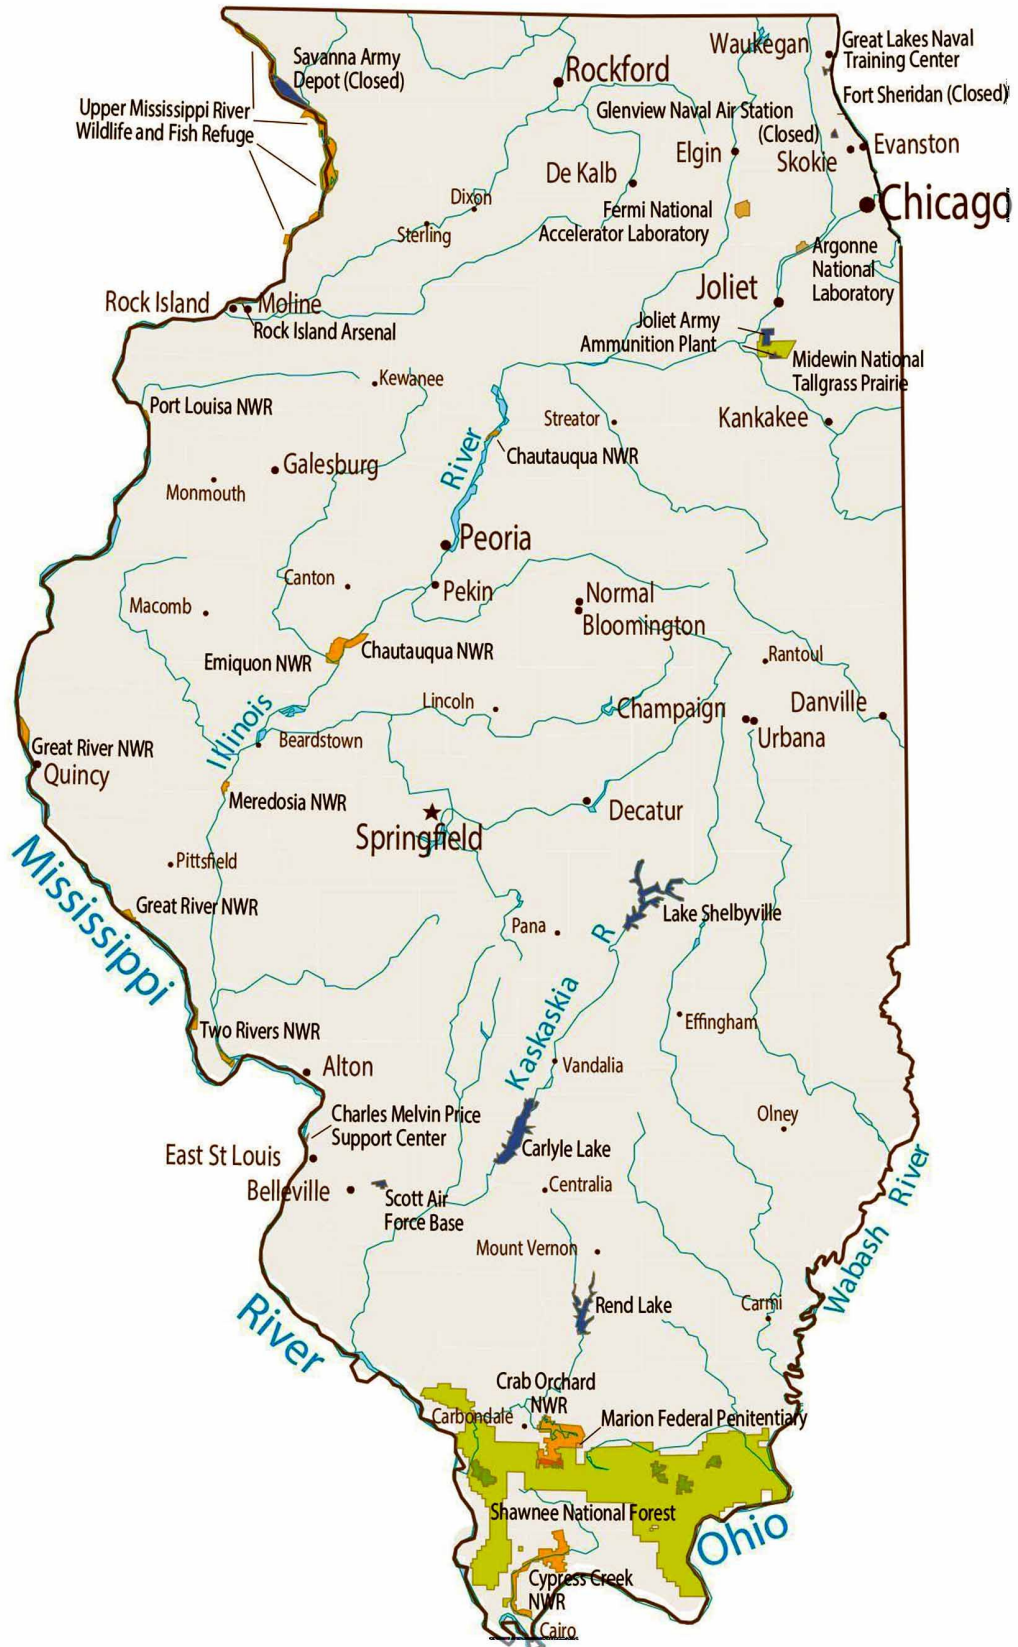 Waukegan
Great Lakes Naval
Training Center
Savanna Army
Depot (Closed)
Rockford
Fort Sheridan (Closed)
Upper Mississippi River
Wildlife and Fish Refuge
Glenview Naval Air Station
(Closed)
Elgin
Skokie
Evanston
De Kalb
Dixon
Chicago
Fermi National
Accelerator Laboratory
Sterling
Argonne
National
Laboratory
Joliet
Rock Island
Moline
Rock Island Arsenal
Joliet Army
Ammunition Plant
Midewin National
Tallgrass Prairie
Kewanee
Port Louisa NWR
Streator
Kankakee
River
Chautauqua NWR
Galesburg
Monmouth
Peoria
Canton
Pekin
Normal
Bloomington
Macomb
Emiquon NWR
Chautauqua NWR
Rantoul
Lincoln
Champaign
Danville
Illinois
Urbana
Beardstown
Great River NWR
Quincy
Meredosia NWR
Decatur
Springfield
Mississippi
Pittsfield
Great River NWR
Lake Shelbyville
Pana
R
Kaskaskia
Two Rivers NWR
Effingham
Alton
Vandalia
Charles Melvin Price
Support Center
Olney
East St Louis
Carlyle Lake
Belleville
Scott Air
Force Base
Centralia
River
Wabash
Mount Vernon
Rend Lake
Carmi
River
Crab Orchard
NWR
Carbondale
Marion Federal Penitentiary
Shawnee National Forest
Ohio
Cypress Creek
NWR
Cairo